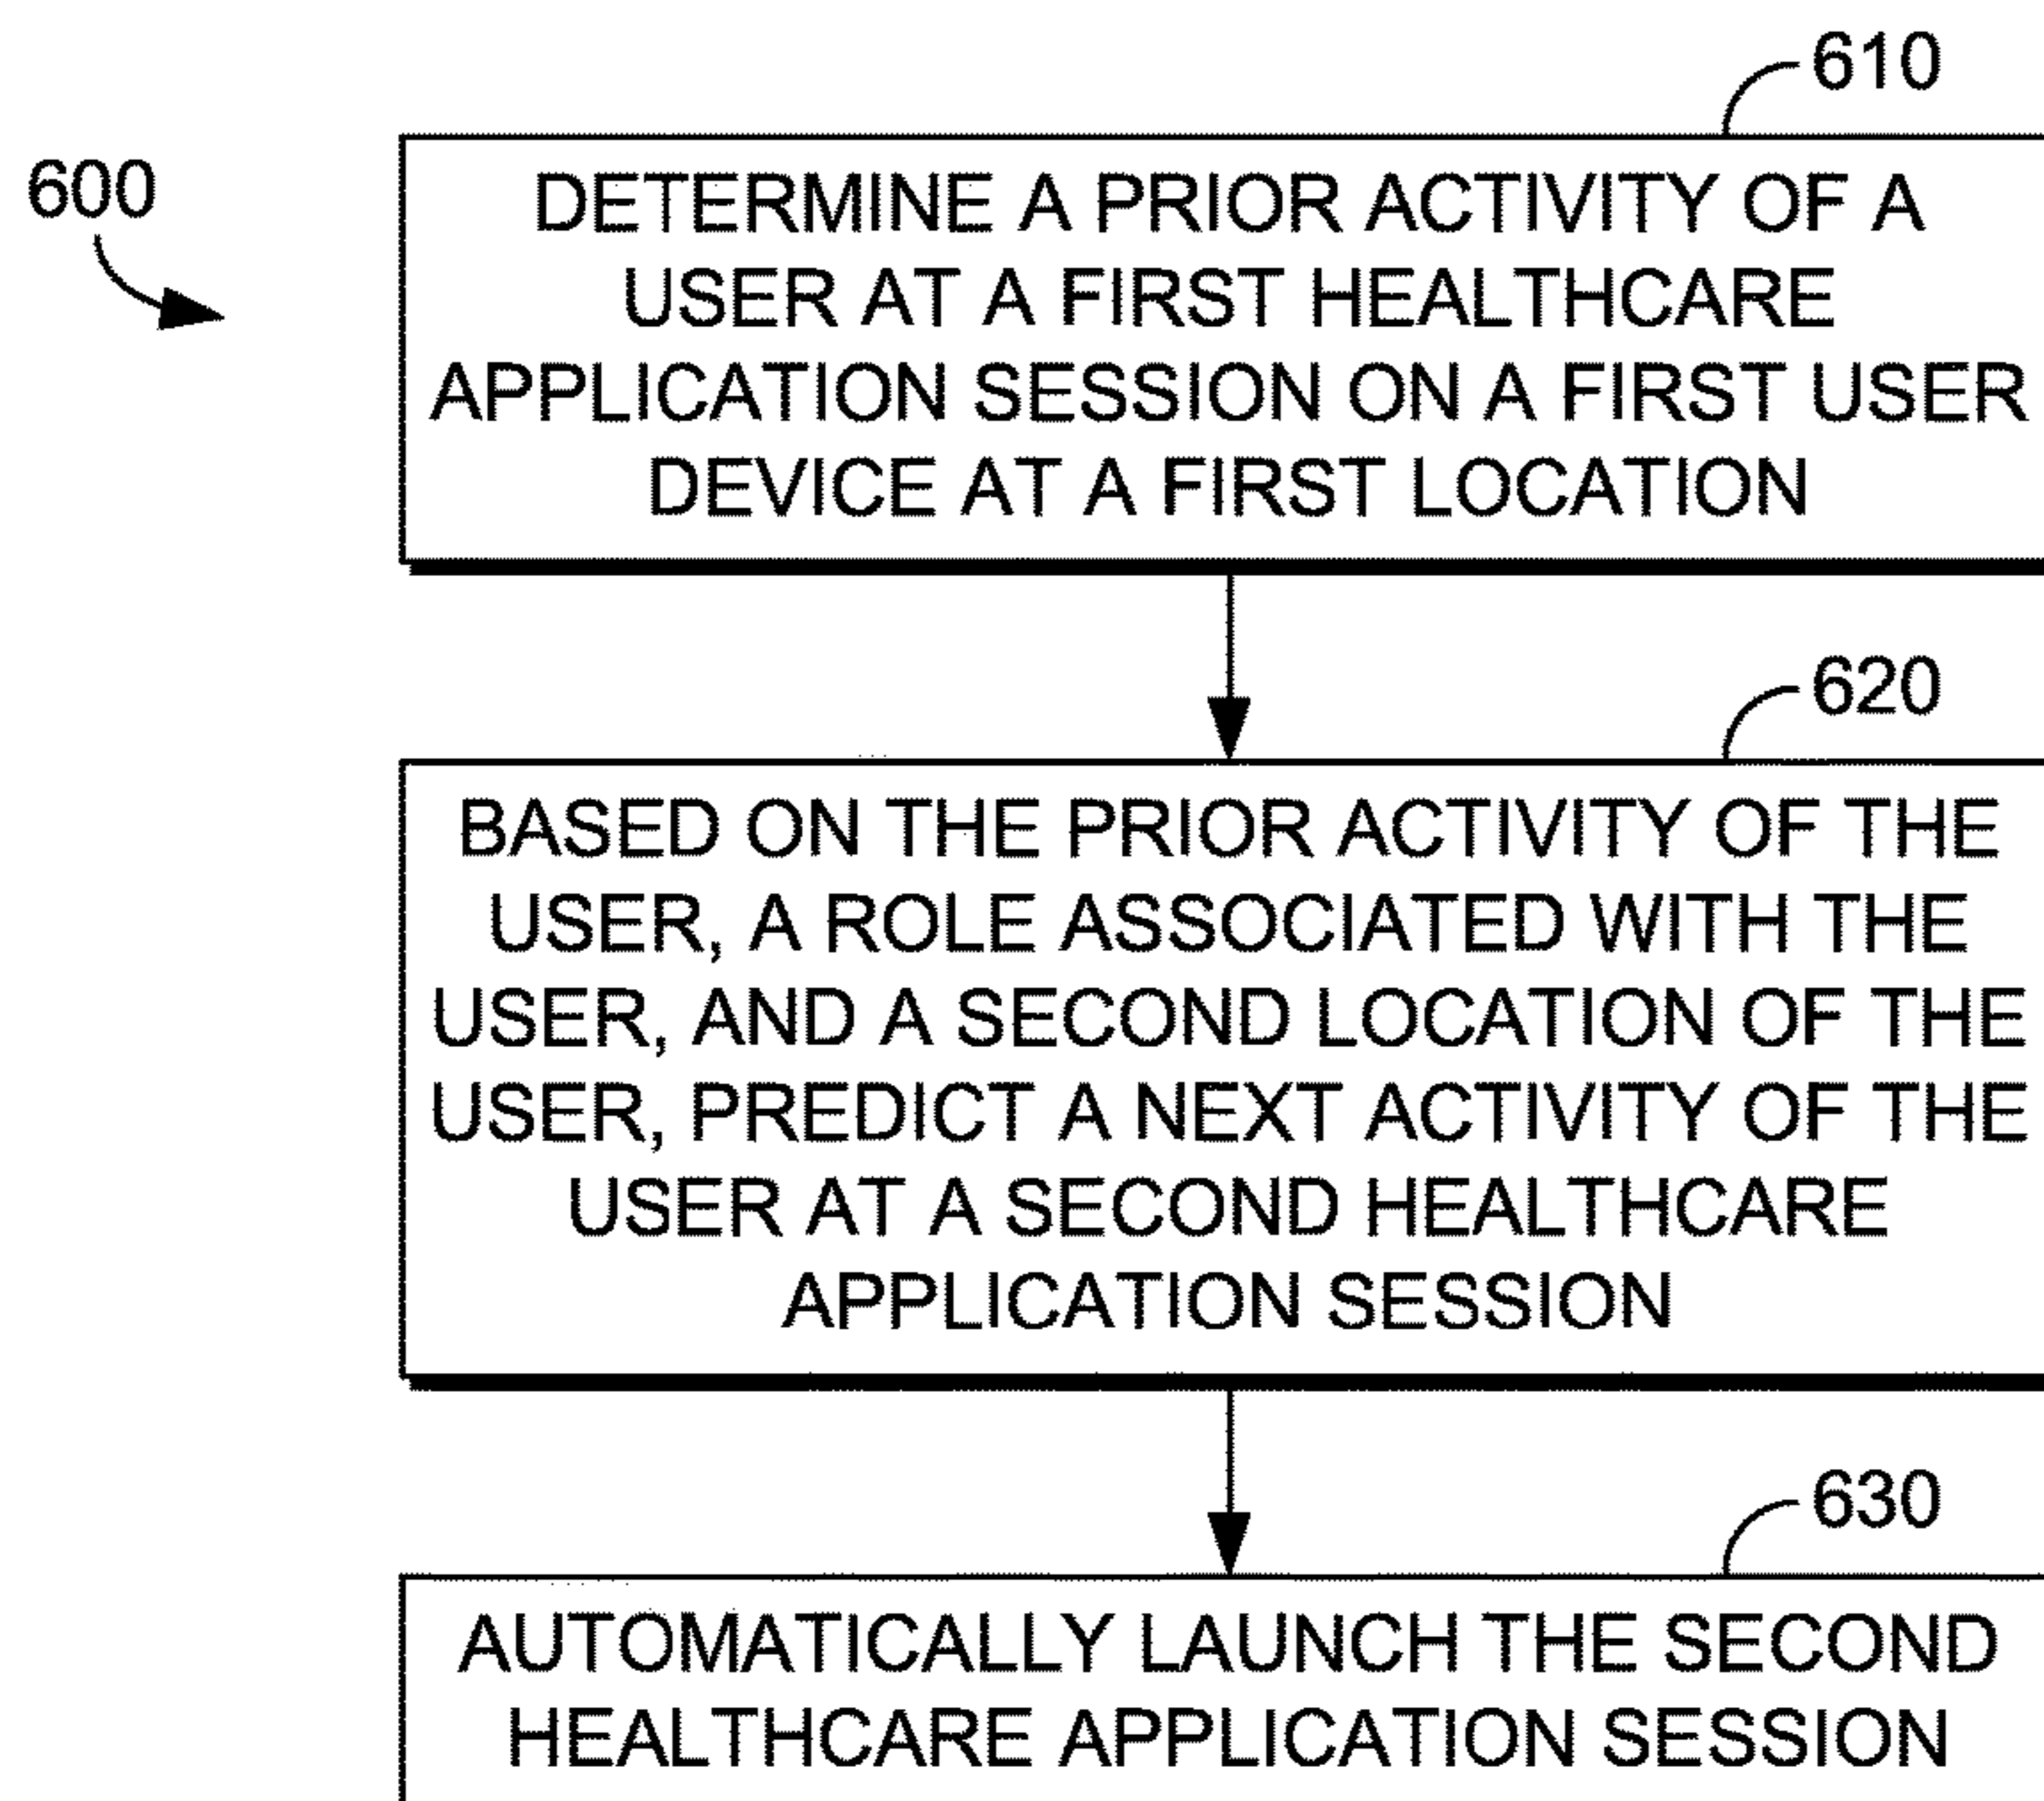 610
600
DETERMINE A PRIOR ACTIVITY OF A
USER AT A FIRST HEALTHCARE
APPLICATION SESSION ON A FIRST USER
DEVICE AT A FIRST LOCATION
620
BASED ON THE PRIOR ACTIVITY OF THE
USER, A ROLE ASSOCIATED WITH THE
USER, AND A SECOND LOCATION OF THE
USER, PREDICT A NEXT ACTIVITY OF THE
USER AT A SECOND HEALTHCARE
APPLICATION SESSION
630
AUTOMATICALLY LAUNCH THE SECOND
HEALTHCARE APPLICATION SESSION